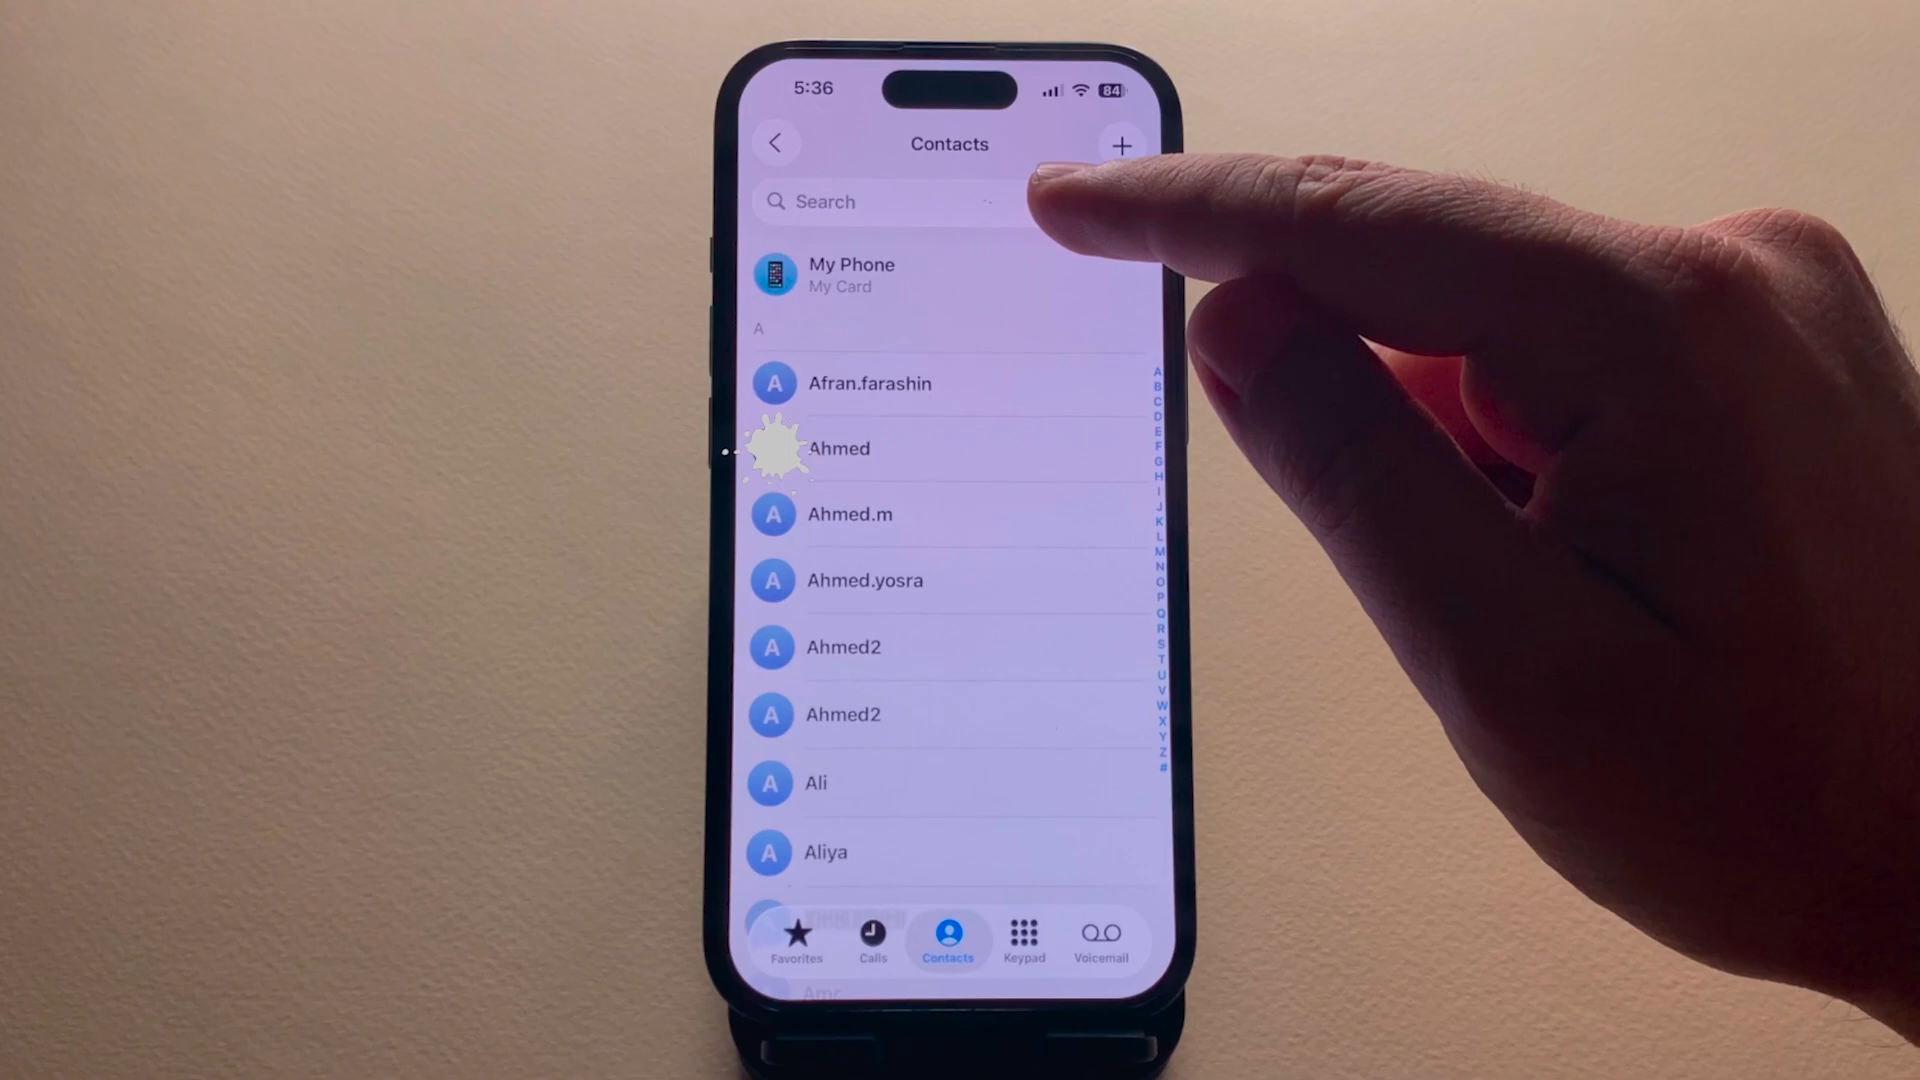 5:36
84
Contacts
Search
My Phone
My Card
A
A Afran.farashin
Ahmed
A Ahmed.m
A Ahmed.yosra
A Ahmed2
A Ahmed2
A Ali
A Aliya
Amr
A
B
C
D
E
F
G
H
I
J
K
L
M
N
O
P
Q
R
S
T
U
V
W
X
Y
Z
#
Favorites
Calls
Contacts
Keypad
Voicemail